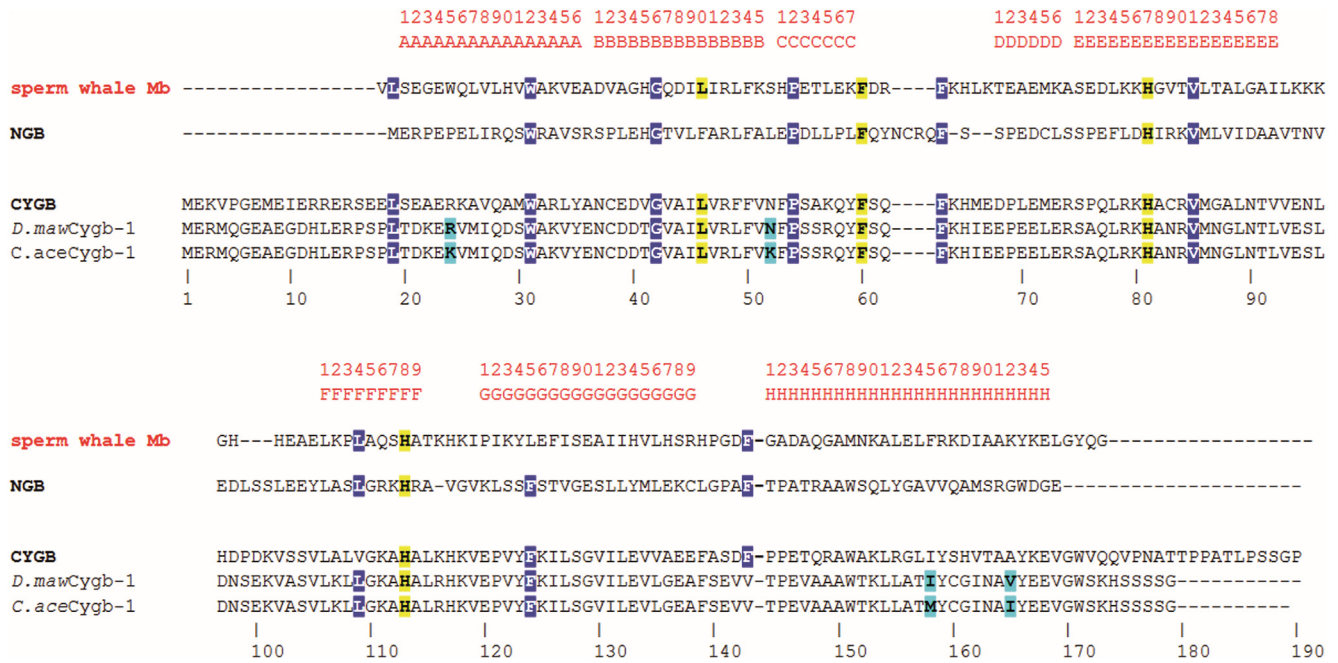 1234567890123456 123456789012345 1234567 123456 123456789012345678
AAAAAAAAAAAAAAAA BBBBBBBBBBBBBBB CCCCCCC DDDDDD EEEEEEEEEEEEEEEEEE
sperm whale Mb -----------------VLSEGEWQLVLHVWAKVEADVAGHGQDILIRLFKSHPETLEKFDR----FKHLKTEAEMKASEDLKKHGVTVLTALGAILKKK
NGB ------------------MERPEPELIRQSWRAVSRSPLEHGTVLFARLFALEPDLLPLFQYNCRQF-S--SPEDCLSSPEFLDHIRKVMLVIDAAVTNV
CYGB MEKVPGEMEIERRERSEELSEAERKAVQAMWARLYANCEDVGVAILVRFFVNFPSAKQYFSQ----FKHMEDPLEMERSPQLRKHACRVMGALNTVVENL
D.mawCygb-1 MERMQGEAEGDHLERPSPLTDKERVMIQDSWAKVYENCDDTGVAILVRLFVNFPSSRQYFSQ----FKHIEEPEELERSAQLRKHANRVMNGLNTLVESL
C.aceCygb-1 MERMQGEAEGDHLERPSPLTDKEKVMIQDSWAKVYENCDDTGVAILVRLFVKFPSSRQYFSQ----FKHIEEPEELERSAQLRKHANRVMNGLNTLVESL
1 10 20 30 40 50 60 70 80 90
123456789 1234567890123456789 1234567890123456789012345
FFFFFFFFF GGGGGGGGGGGGGGGGGGG HHHHHHHHHHHHHHHHHHHHHHHHH
sperm whale Mb GH---HEAELKPLAQSHATKHKIPIKYLEFISEAIIHVLHSRHPGDF-GADAQGAMNKALELFRKDIAAKYKELGYQG------------------
NGB EDLSSLEEYLASLGRKHRA-VGVKLSSFSTVGESLLYMLEKCLGPAF-TPATRAAWSQLYGAVVQAMSRGWDGE----------------------
CYGB HDPDKVSSVLALVGKAHALKHKVEPVYFKILSGVILEVVAEEFASDF-PPETQRAWAKLRGLIYSHVTAAYKEVGWVQQVPNATTPPATLPSSGP
D.mawCygb-1 DNSEKVASVLKLLGKAHALRHKVEPVYFKILSGVILEVLGEAFSEVV-TPEVAAAWTKLLATIYCGINAVYEEVGWSKHSSSSG----------
C.aceCygb-1 DNSEKVASVLKLLGKAHALRHKVEPVYFKILSGVILEVLGEAFSEVV-TPEVAAAWTKLLATMYCGINAIYEEVGWSKHSSSSG----------
100 110 120 130 140 150 160 170 180 190